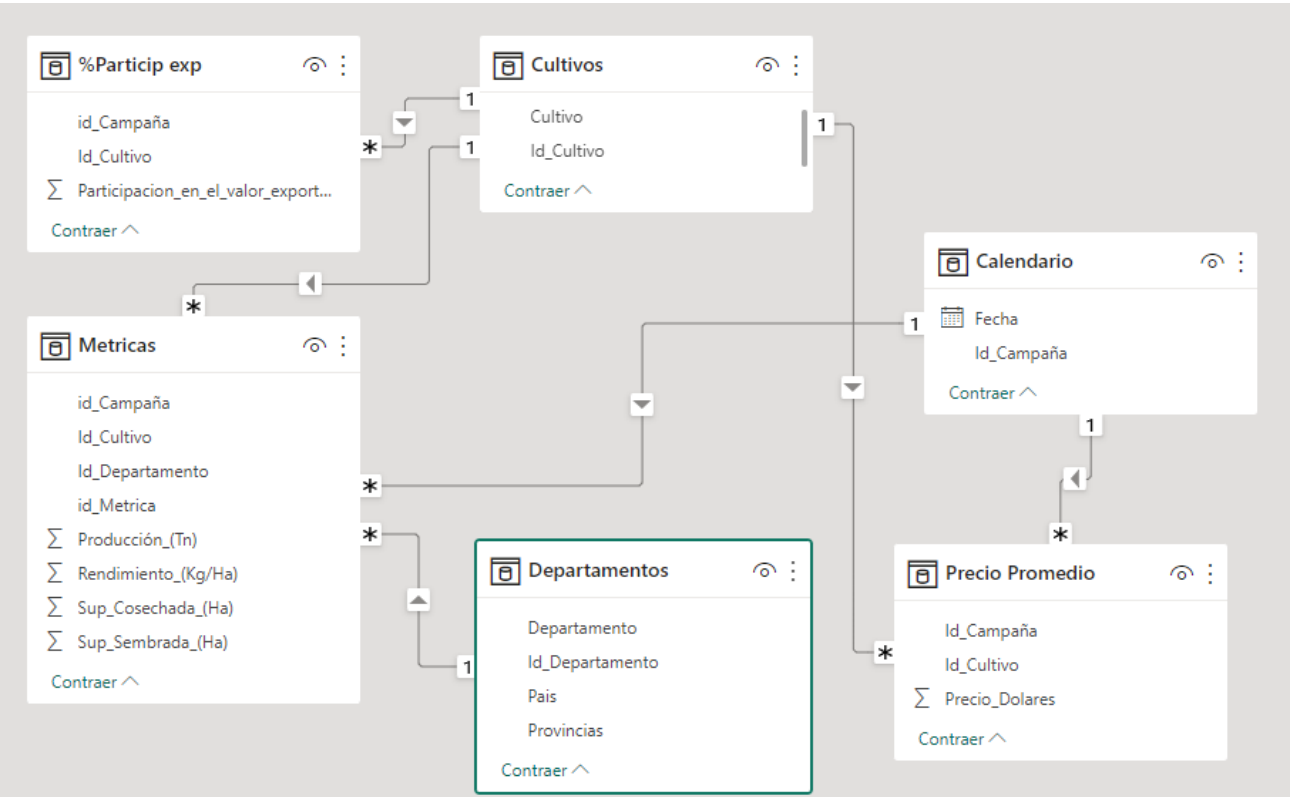 %Particip exp
id_Campaña
Id_Cultivo
∑ Participacion_en_el_valor_export...
Contraer
Cultivos
Cultivo
Id_Cultivo
Contraer
1
*
1
*
1
*
Calendario
Fecha
Id_Campaña
Contraer
1
*
1
*
Metricas
id_Campaña
Id_Cultivo
Id_Departamento
id_Metrica
∑ Producción_(Tn)
∑ Rendimiento_(Kg/Ha)
∑ Sup_Cosechada_(Ha)
∑ Sup_Sembrada_(Ha)
Contraer
*
1
Departamentos
Departamento
Id_Departamento
Pais
Provincias
Contraer
Precio Promedio
Id_Campaña
Id_Cultivo
∑ Precio_Dolares
Contraer